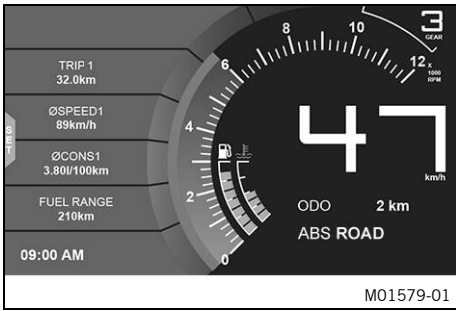 TRIP 1
32.0km
ØSPEED1
89km/h
ØCONS1
3.80l/100km
FUEL RANGE
210km
09:00 AM
SET
0
2
4
6
8
10
12
x
1000
RPM
3
GEAR
47
km/h
ODO 2 km
ABS ROAD
M01579-01